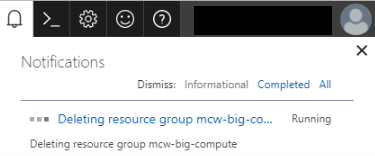 Notifications
Dismiss: Informational Completed All
Deleting resource group mcw-big-co... Running
Deleting resource group mcw-big-compute